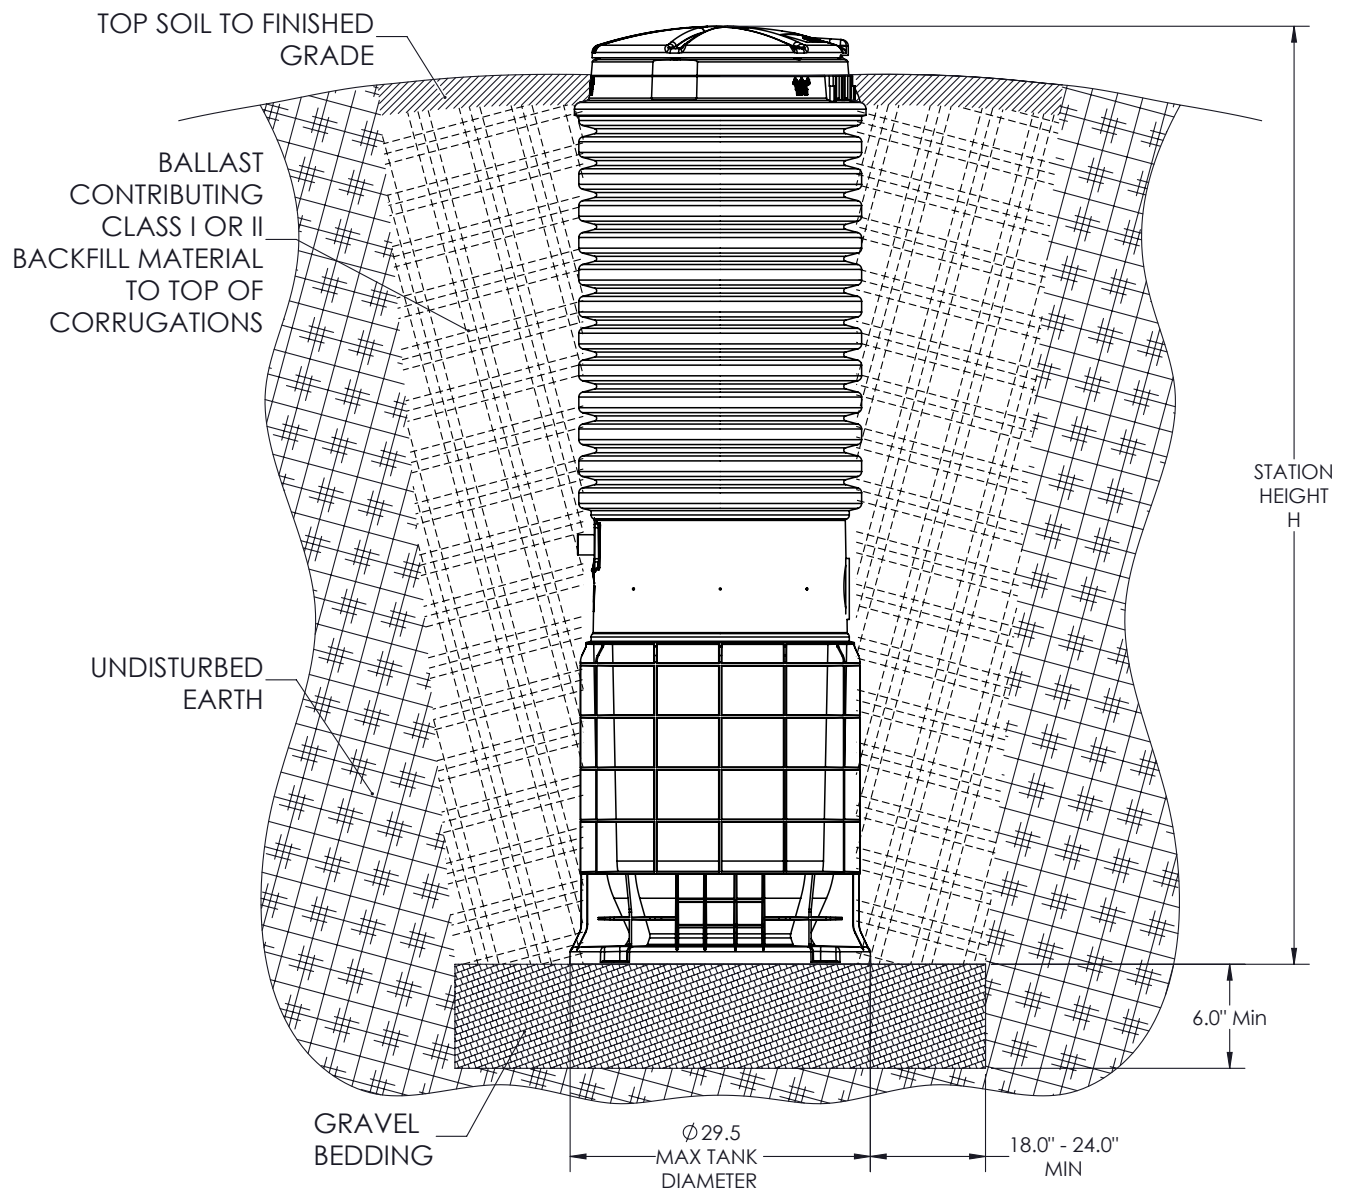 TOP SOIL TO FINISHED
GRADE
BALLAST
CONTRIBUTING
CLASS I OR II
BACKFILL MATERIAL
TO TOP OF
CORRUGATIONS
STATION
HEIGHT
H
UNDISTURBED
EARTH
6.0" Min
GRAVEL
BEDDING
Ø29.5
MAX TANK
DIAMETER
18.0" - 24.0"
MIN